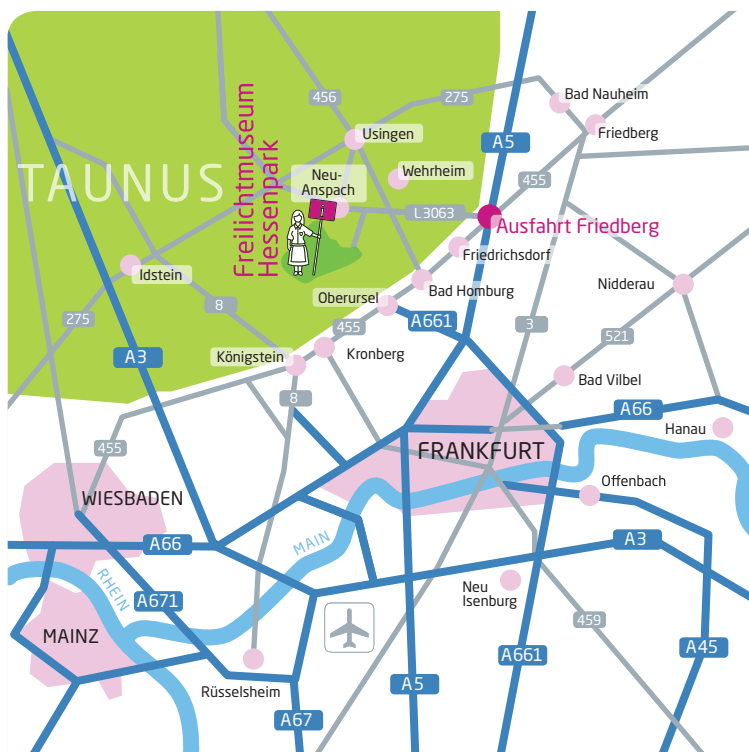 Bad Nauheim
456
275
Usingen
Friedberg
A5
Freilichtmuseum
Hessenpark
TAUNUS
Wehrheim
Neu-
Anspach
455
i
L3063
Ausfahrt Friedberg
Friedrichsdorf
Idstein
Nidderau
Bad Homburg
Oberursel
8
275
A661
455
3
521
A3
Königstein
Kronberg
Bad Vilbel
8
A66
Hanau
455
FRANKFURT
Offenbach
WIESBADEN
A66
MAIN
A3
RHEIN
Neu
Isenburg
A671
459
MAINZ
A661
A45
Rüsselsheim
A5
A67